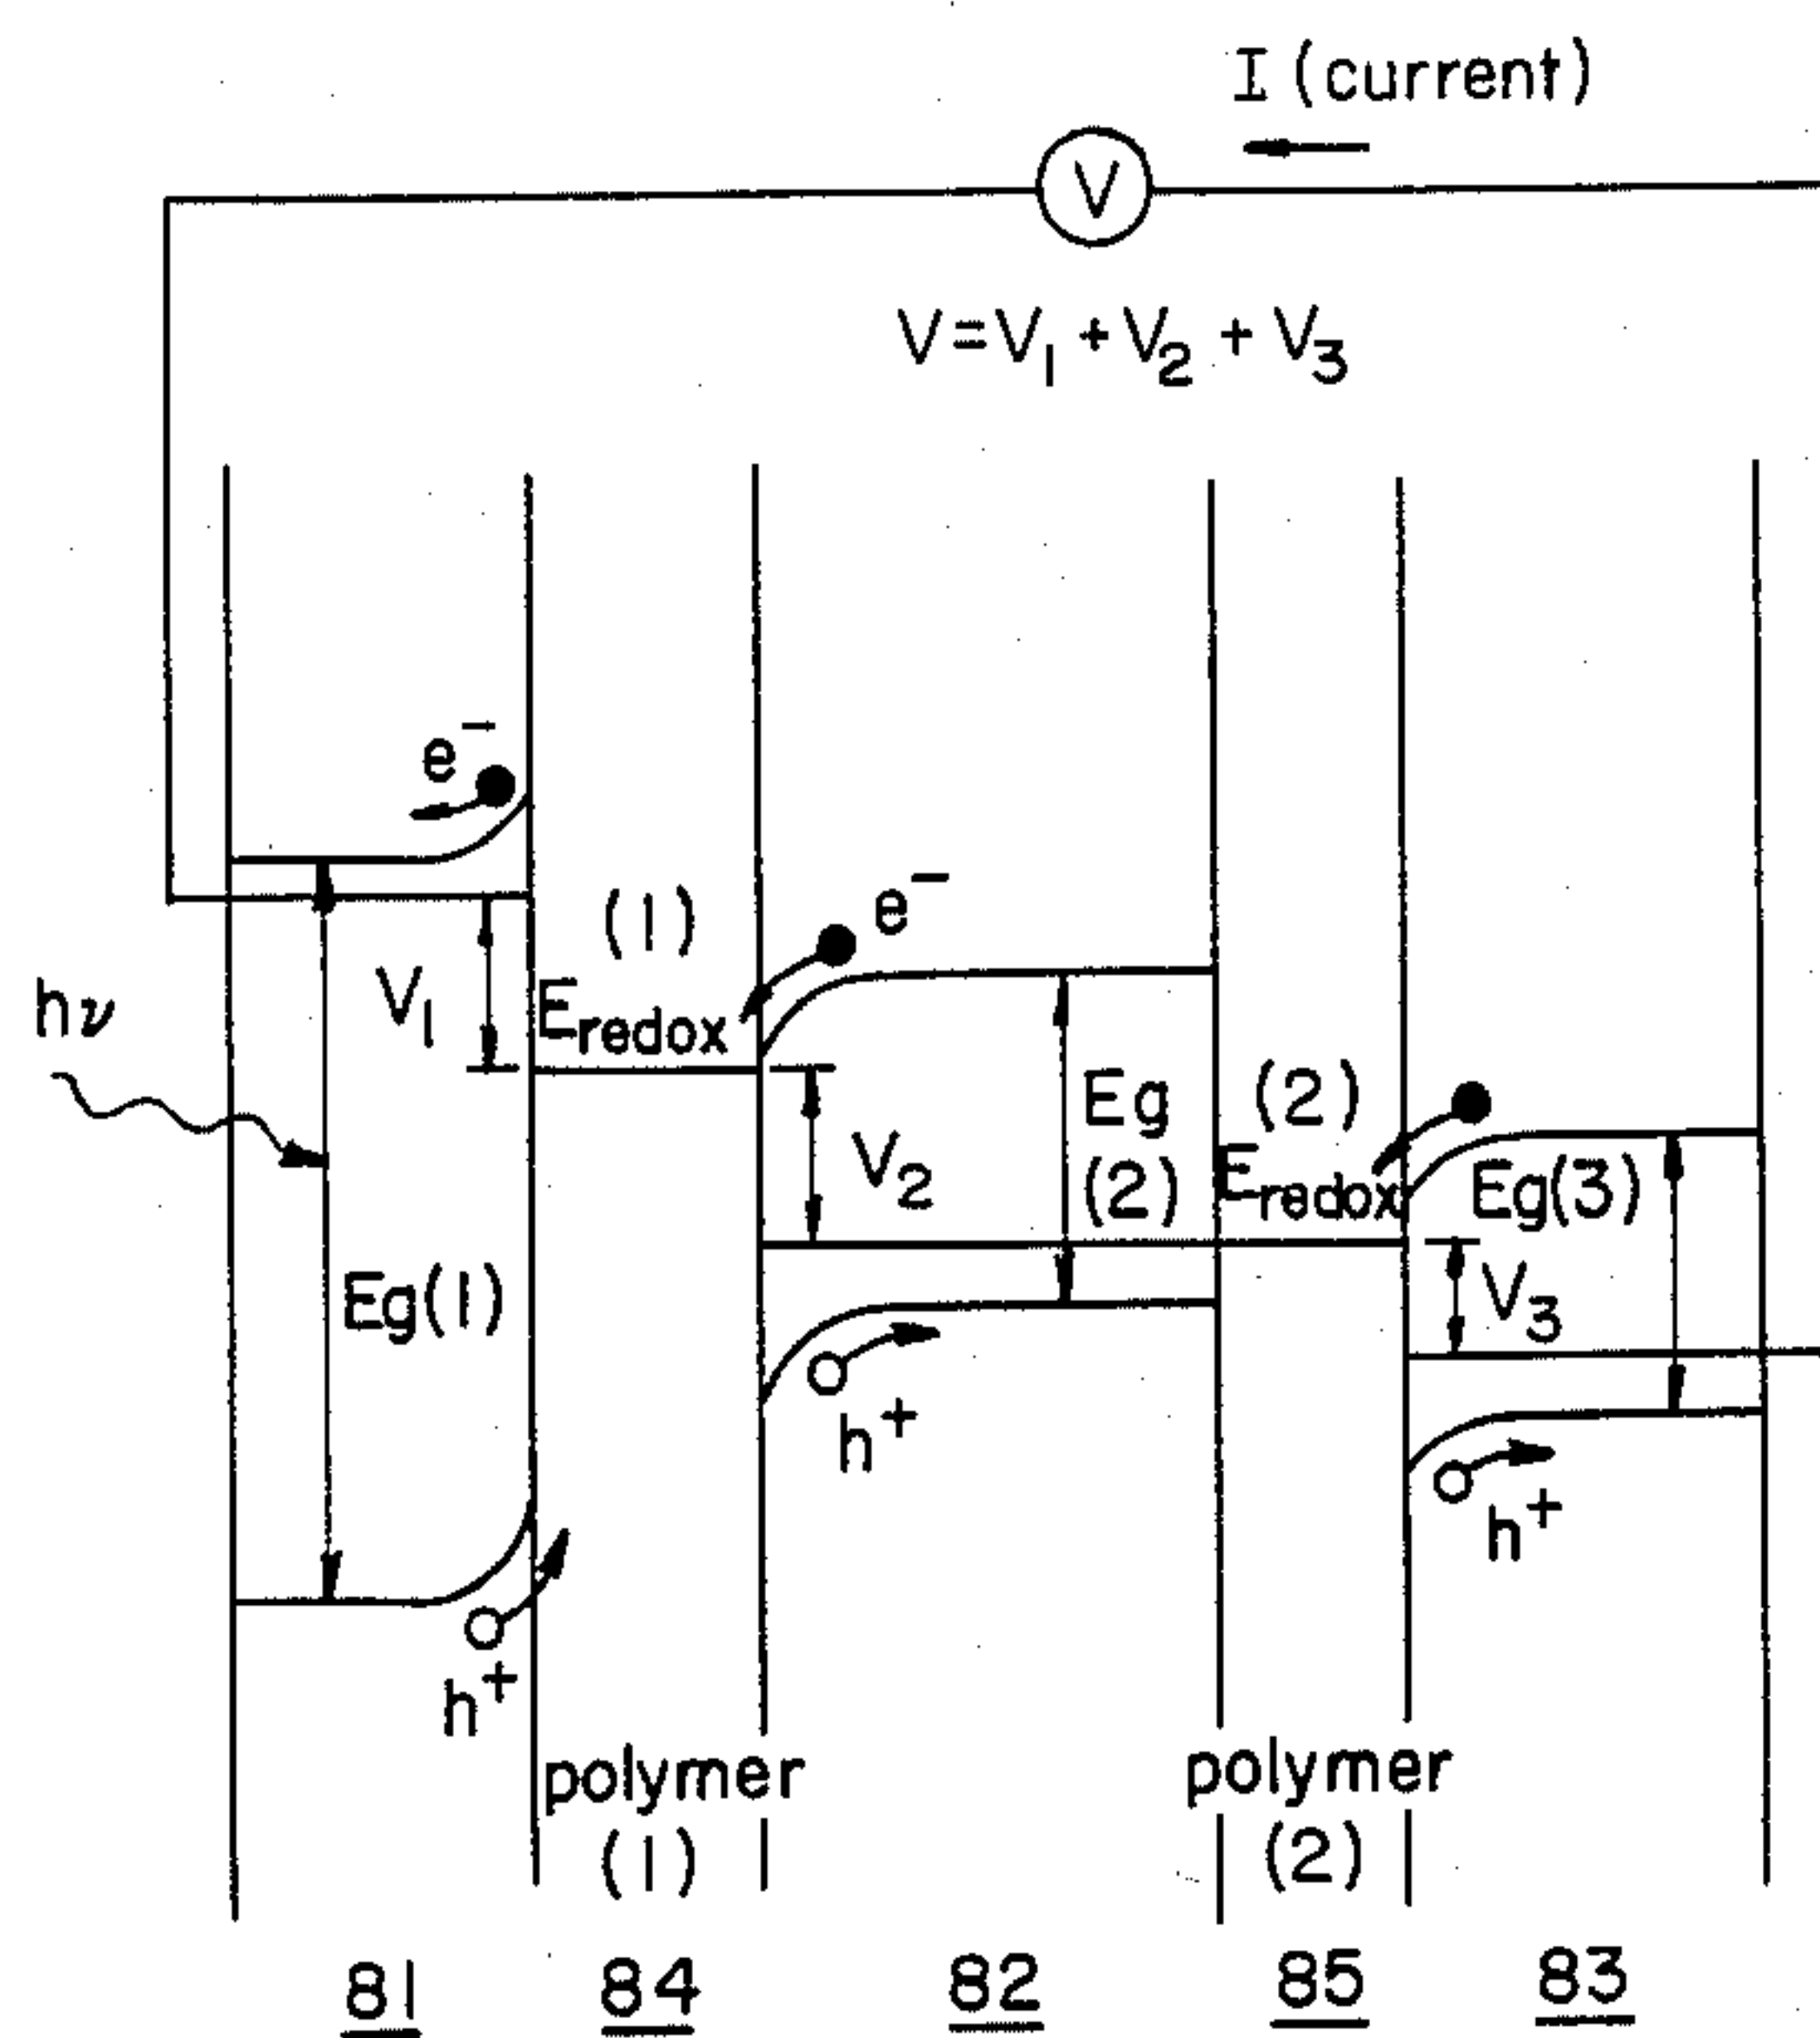 I (current)
V
V=V1 + V2 + V3
e−
(1)
e−
hν
V1
Eredox
Eg
(2)
(2)
V2
Eredox
Eg(3)
Eg(1)
V3
h+
h+
h+
polymer
(1)
polymer
(2)
81
84
82
85
83